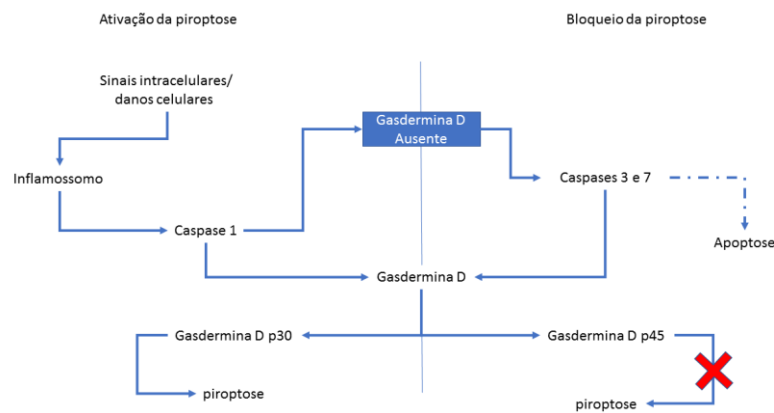 Ativação da piroptose
Bloqueio da piroptose
Sinais intracelulares/
danos celulares
Gasdermina D
Ausente
Inflamossomo
Caspases 3 e 7
Caspase 1
Apoptose
Gasdermina D
Gasdermina D p30
Gasdermina D p45
piroptose
piroptose